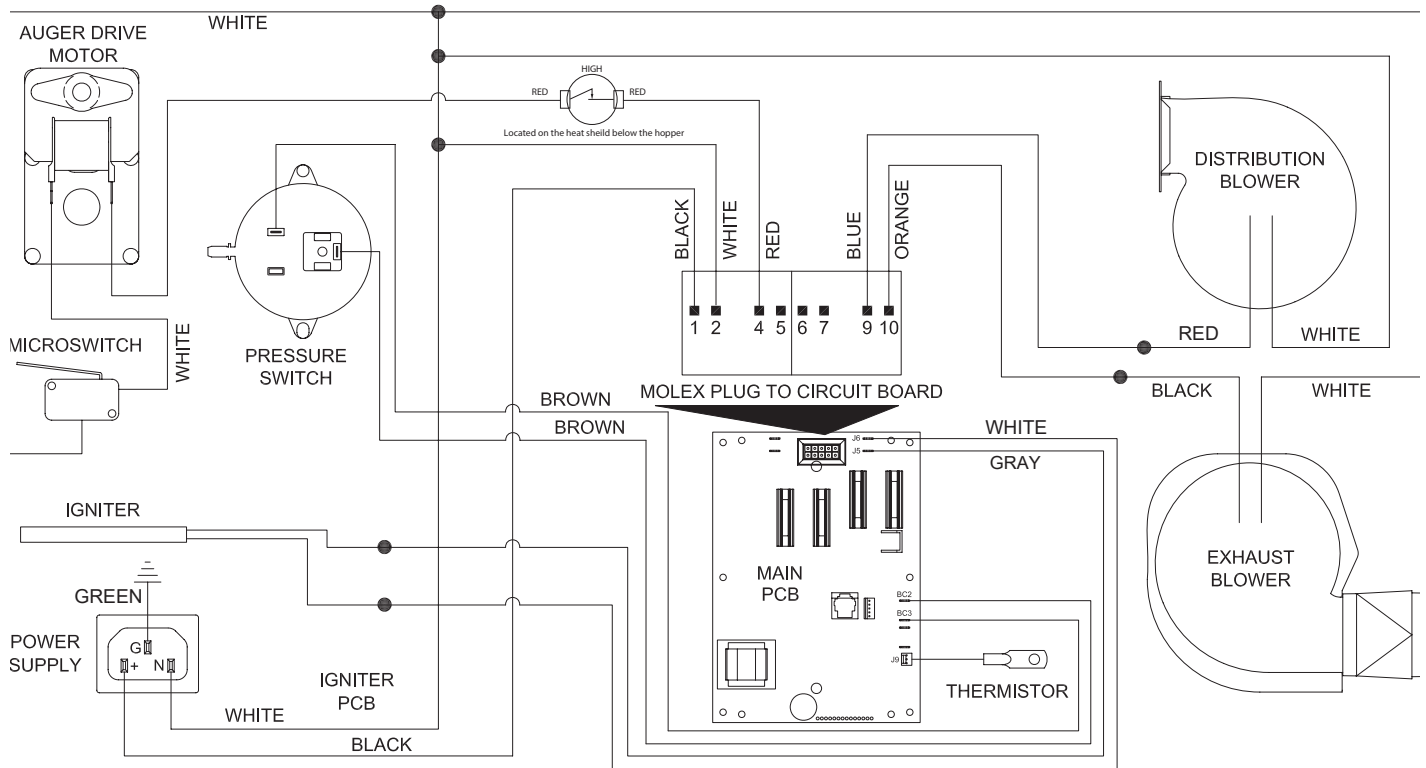 WHITE
AUGER DRIVE
MOTOR
HIGH
RED
RED
Located on the heat sheild below the hopper
DISTRIBUTION
BLOWER
BLACK
WHITE
RED
BLUE
ORANGE
1
2
4
5
6
7
9
10
MICROSWITCH
WHITE
PRESSURE
SWITCH
RED
WHITE
MOLEX PLUG TO CIRCUIT BOARD
BLACK
WHITE
BROWN
BROWN
J6
WHITE
J5
GRAY
IGNITER
MAIN
PCB
EXHAUST
BLOWER
GREEN
BC2
BC3
POWER
SUPPLY
G
+
N
J9
THERMISTOR
IGNITER
PCB
WHITE
BLACK